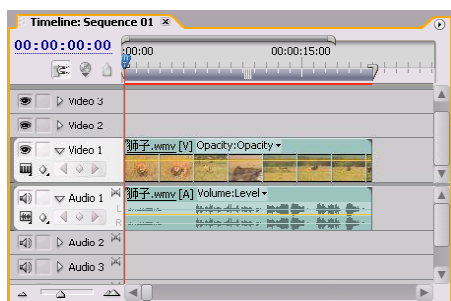 Timeline: Sequence 01
00:00:00:00
:00:00 00:00:15:00
Video 3
Video 2
Video 1
狮子.wmv [V] Opacity:Opacity
Audio 1
狮子.wmv [A] Volume:Level
L
R
Audio 2
Audio 3